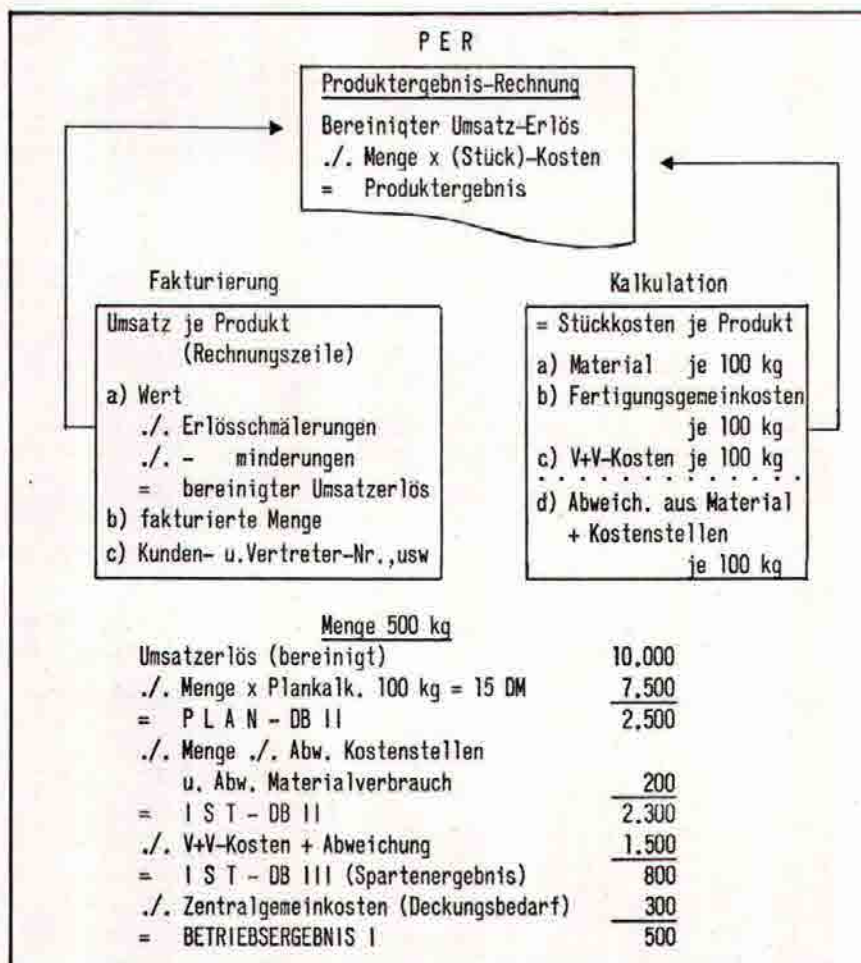 P E R
Produktergebnis-Rechnung
Bereiniqter Umsatz-Erlös
./. Menge x (Stück)-Kosten
= Produktergebnis
Fakturierung
Umsatz je Produkt
(Rechnungszeile)
a) Wert
./. Erlösschmälerungen
./. - minderungen
= bereinigter Umsatzerlös
b) fakturierte Menge
c) Kunden- u.Vertreter-Nr.,usw
Kalkulation
= Stückkosten je Produkt
a) Material je 100 kg
b) Fertigungsgemeinkosten
je 100 kg
c) V+V-Kosten je 100 kg
d) Abweich. aus Material
+ Kostenstellen
je 100 kg
Menge 500 kg
Umsatzerlös (bereinigt) 10.000
./. Menge x Plankalk. 100 kg = 15 DM 7.500
= P L A N - DB II 2.500
./. Menge ./. Abw. Kostenstellen
u. Abw. Materialverbrauch 200
= I S T - DB II 2.300
./. V+V-Kosten + Abweichung 1.500
= I S T - DB III (Spartenergebnis) 800
./. Zentralgemeinkosten (Deckungsbedarf) 300
= BETRIEBSERGEBNIS I 500